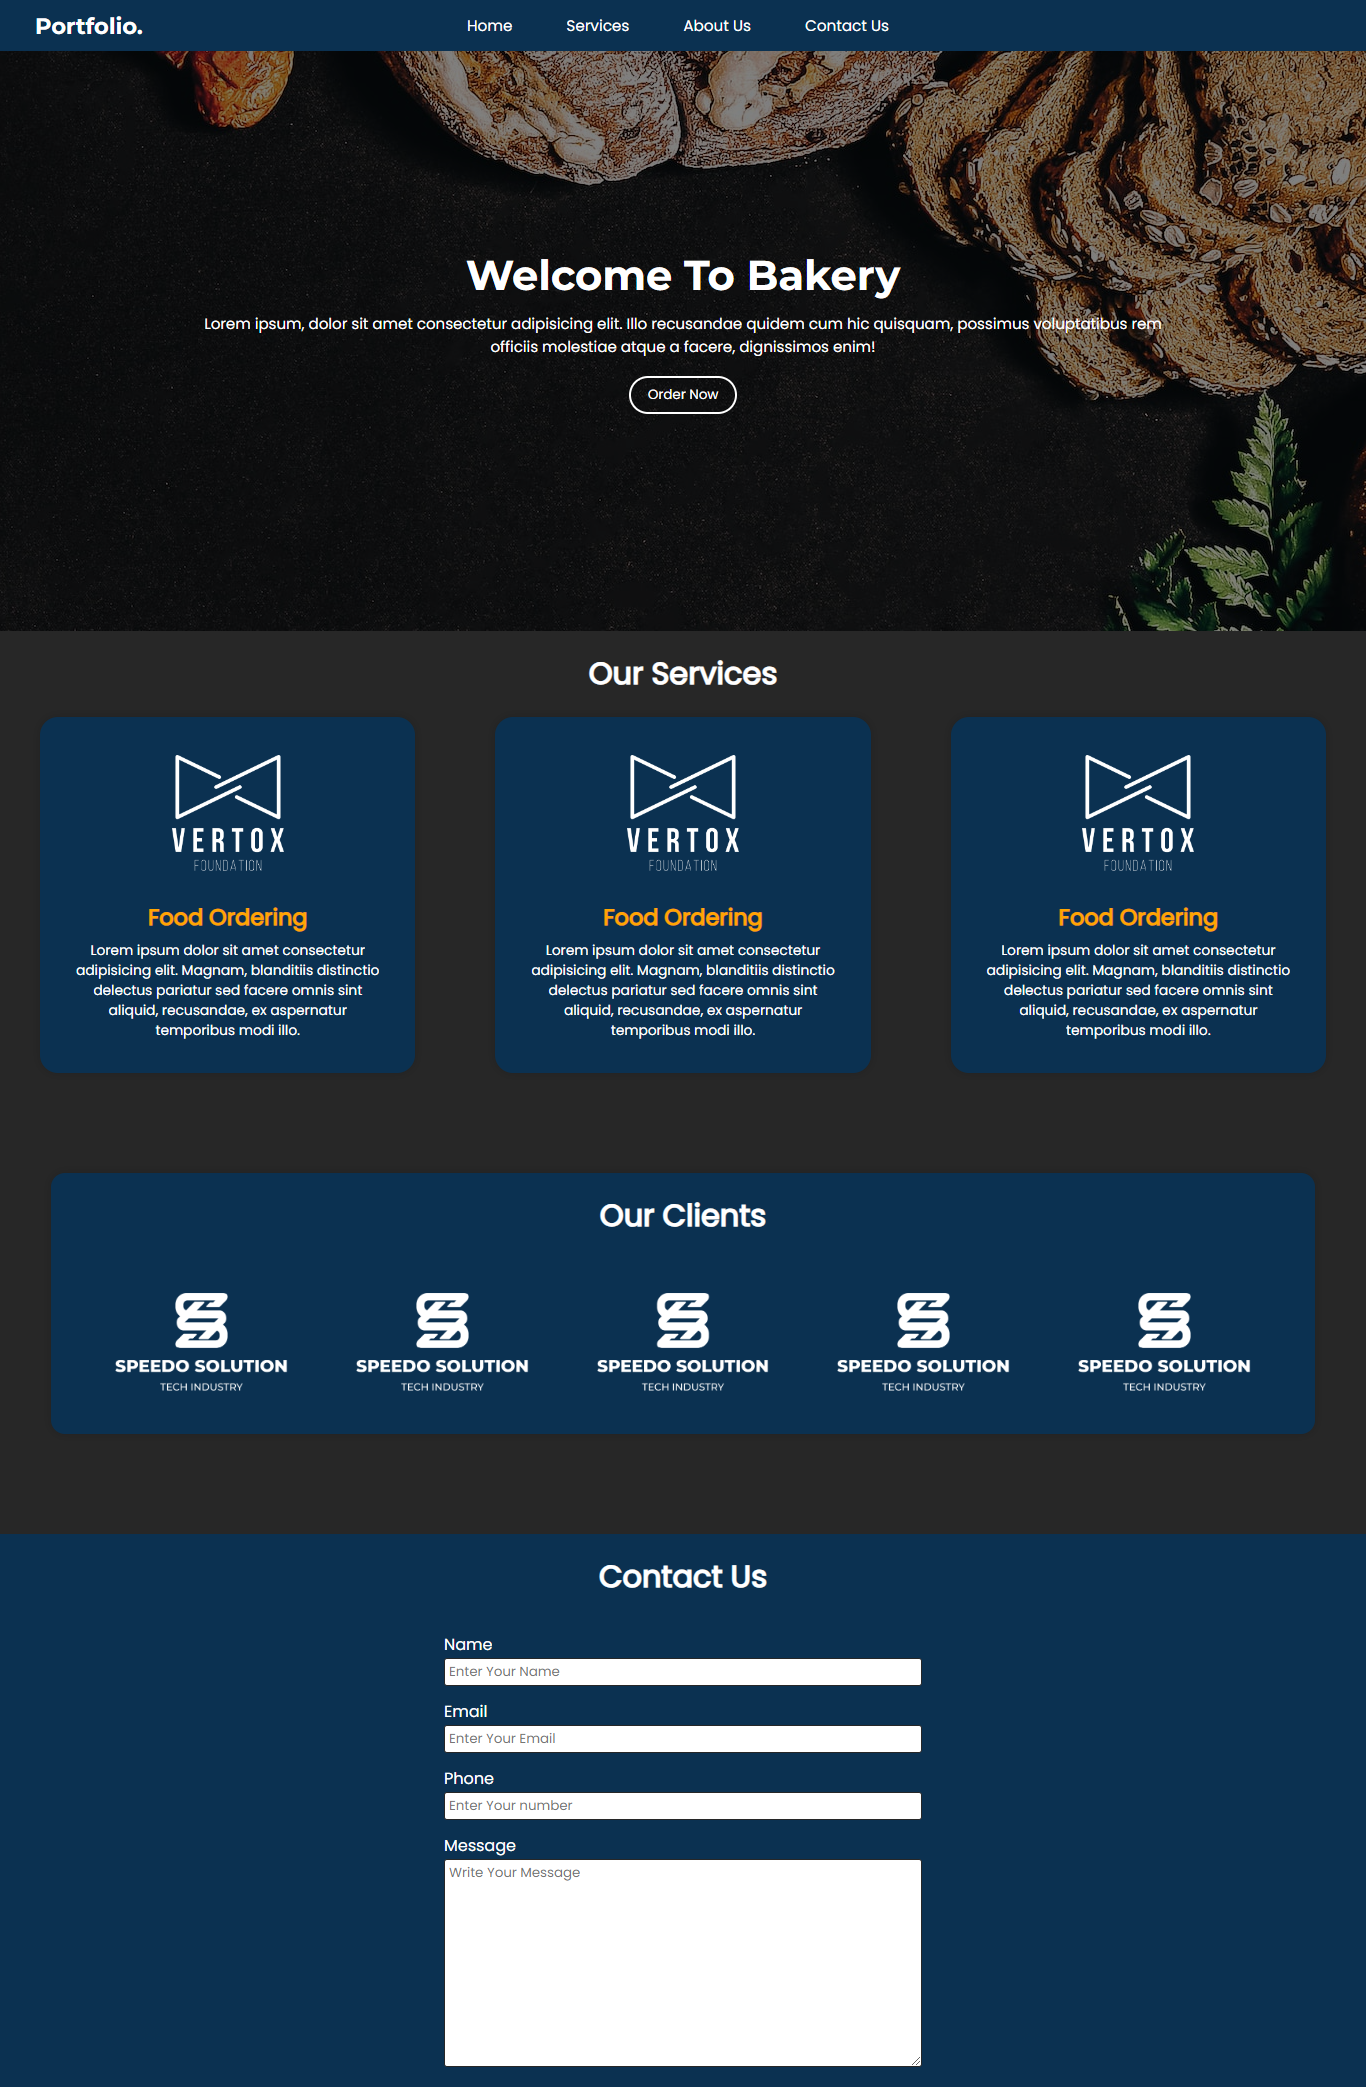 Portfolio.
Home
Services
About Us
Contact Us
Welcome To Bakery
Lorem ipsum, dolor sit amet consectetur adipisicing elit. Illo recusandae quidem cum hic quisquam, possimus voluptatibus rem
officiis molestiae atque a facere, dignissimos enim!
Order Now
Our Services
VERTOX
FOUNDATION
Food Ordering
Lorem ipsum dolor sit amet consectetur
adipisicing elit. Magnam, blanditiis distinctio
delectus pariatur sed facere omnis sint
aliquid, recusandae, ex aspernatur
temporibus modi illo.
VERTOX
FOUNDATION
Food Ordering
Lorem ipsum dolor sit amet consectetur
adipisicing elit. Magnam, blanditiis distinctio
delectus pariatur sed facere omnis sint
aliquid, recusandae, ex aspernatur
temporibus modi illo.
VERTOX
FOUNDATION
Food Ordering
Lorem ipsum dolor sit amet consectetur
adipisicing elit. Magnam, blanditiis distinctio
delectus pariatur sed facere omnis sint
aliquid, recusandae, ex aspernatur
temporibus modi illo.
Our Clients
SPEEDO SOLUTION
TECH INDUSTRY
SPEEDO SOLUTION
TECH INDUSTRY
SPEEDO SOLUTION
TECH INDUSTRY
SPEEDO SOLUTION
TECH INDUSTRY
SPEEDO SOLUTION
TECH INDUSTRY
Contact Us
Name
Enter Your Name
Email
Enter Your Email
Phone
Enter Your number
Message
Write Your Message